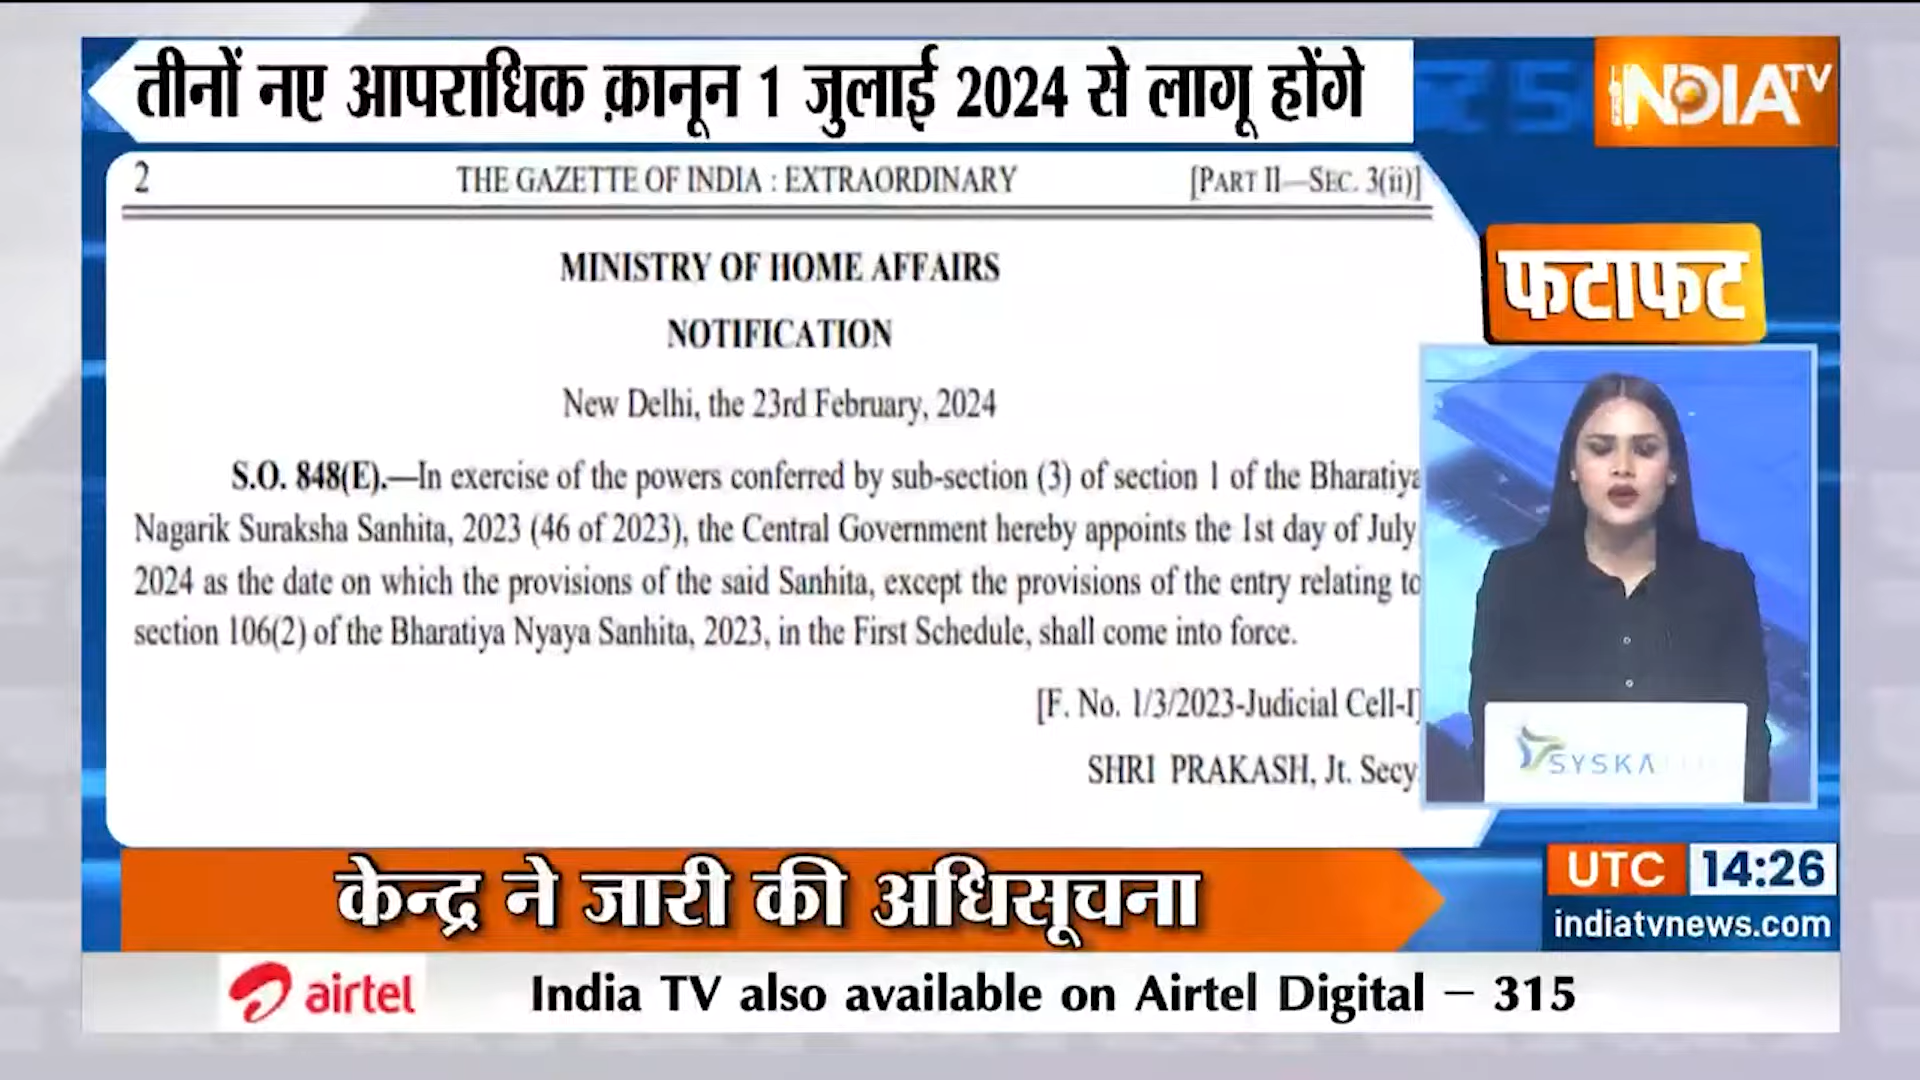 तीनों नए आपराधिक क़ानून 1 जुलाई 2024 से लागू होंगे
INDIA TV
2 THE GAZETTE OF INDIA : EXTRAORDINARY [PART II—SEC. 3(ii)]
MINISTRY OF HOME AFFAIRS
NOTIFICATION
New Delhi, the 23rd February, 2024
S.O. 848(E).—In exercise of the powers conferred by sub-section (3) of section 1 of the Bharatiya
Nagarik Suraksha Sanhita, 2023 (46 of 2023), the Central Government hereby appoints the 1st day of July
2024 as the date on which the provisions of the said Sanhita, except the provisions of the entry relating to
section 106(2) of the Bharatiya Nyaya Sanhita, 2023, in the First Schedule, shall come into force.
[F. No. 1/3/2023-Judicial Cell-I]
SHRI PRAKASH, Jt. Secy.
फटाफट
SYSKA
केन्द्र ने जारी की अधिसूचना
UTC 14:26
indiatvnews.com
airtel India TV also available on Airtel Digital – 315